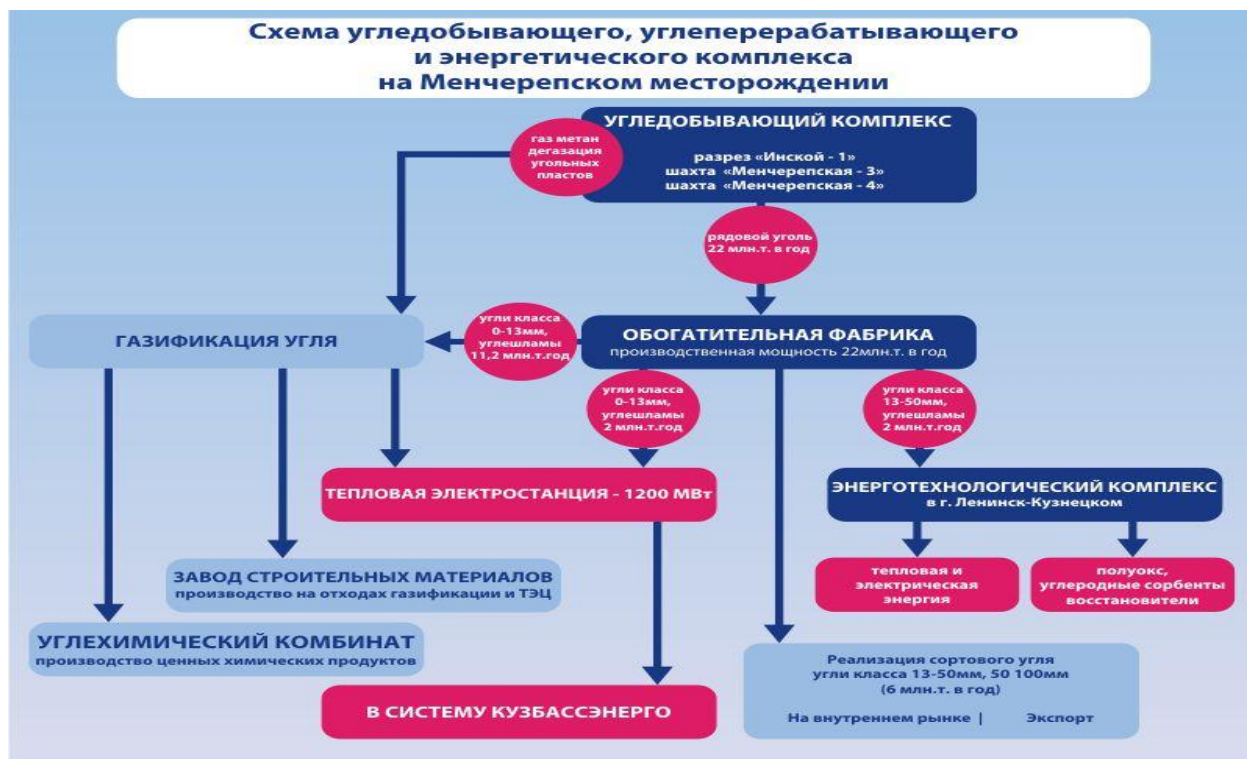 Схема угледобывающего, углеперерабатывающего
и энергетического комплекса
на Менчерепском месторождении
УГЛЕДОБЫВАЮЩИЙ КОМПЛЕКС
разрез «Инской - 1»
шахта «Менчерепская - 3»
шахта «Менчерепская - 4»
газ метан
дегазация
угольных
пластов
рядовой уголь
22 млн.т. в год
ГАЗИФИКАЦИЯ УГЛЯ
угли класса
0-13мм,
углешламы
11,2 млн.т.год
ОБОГАТИТЕЛЬНАЯ ФАБРИКА
производственная мощность 22млн.т. в год
угли класса
0-13мм,
углешламы
2 млн.т.год
угли класса
13-50мм,
углешламы
2 млн.т.год
ТЕПЛОВАЯ ЭЛЕКТРОСТАНЦИЯ - 1200 МВт
ЭНЕРГОТЕХНОЛОГИЧЕСКИЙ КОМПЛЕКС
в г. Ленинск-Кузнецком
ЗАВОД СТРОИТЕЛЬНЫХ МАТЕРИАЛОВ
производство на отходах газификации и ТЭЦ
тепловая и
электрическая
энергия
полуокс,
углеродные сорбенты
восстановители
УГЛЕХИМИЧЕСКИЙ КОМБИНАТ
производство ценных химических продуктов
Реализация сортового угля
угли класса 13-50мм, 50 100мм
(6 млн.т. в год)
На внутреннем рынке | Экспорт
В СИСТЕМУ КУЗБАССЭНЕРГО